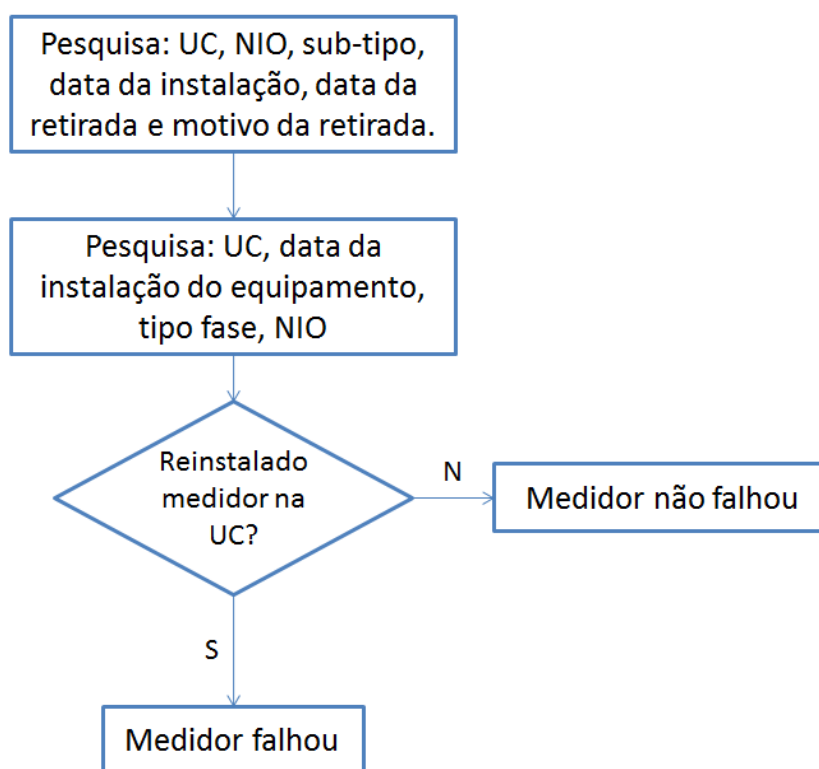 Pesquisa: UC, NIO, sub-tipo,
data da instalação, data da
retirada e motivo da retirada.
Pesquisa: UC, data da
instalação do equipamento,
tipo fase, NIO
Reinstalado
medidor na
UC?
N
Medidor não falhou
S
Medidor falhou